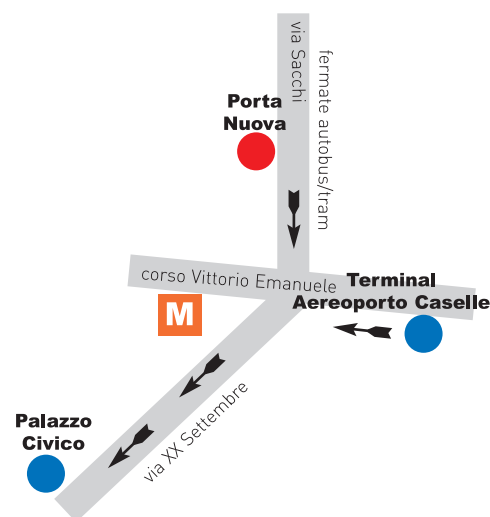 via Sacchi
fermate autobus/tram
Porta
Nuova
corso Vittorio Emanuele
Terminal
Aereoporto Caselle
M
via XX Settembre
Palazzo
Civico